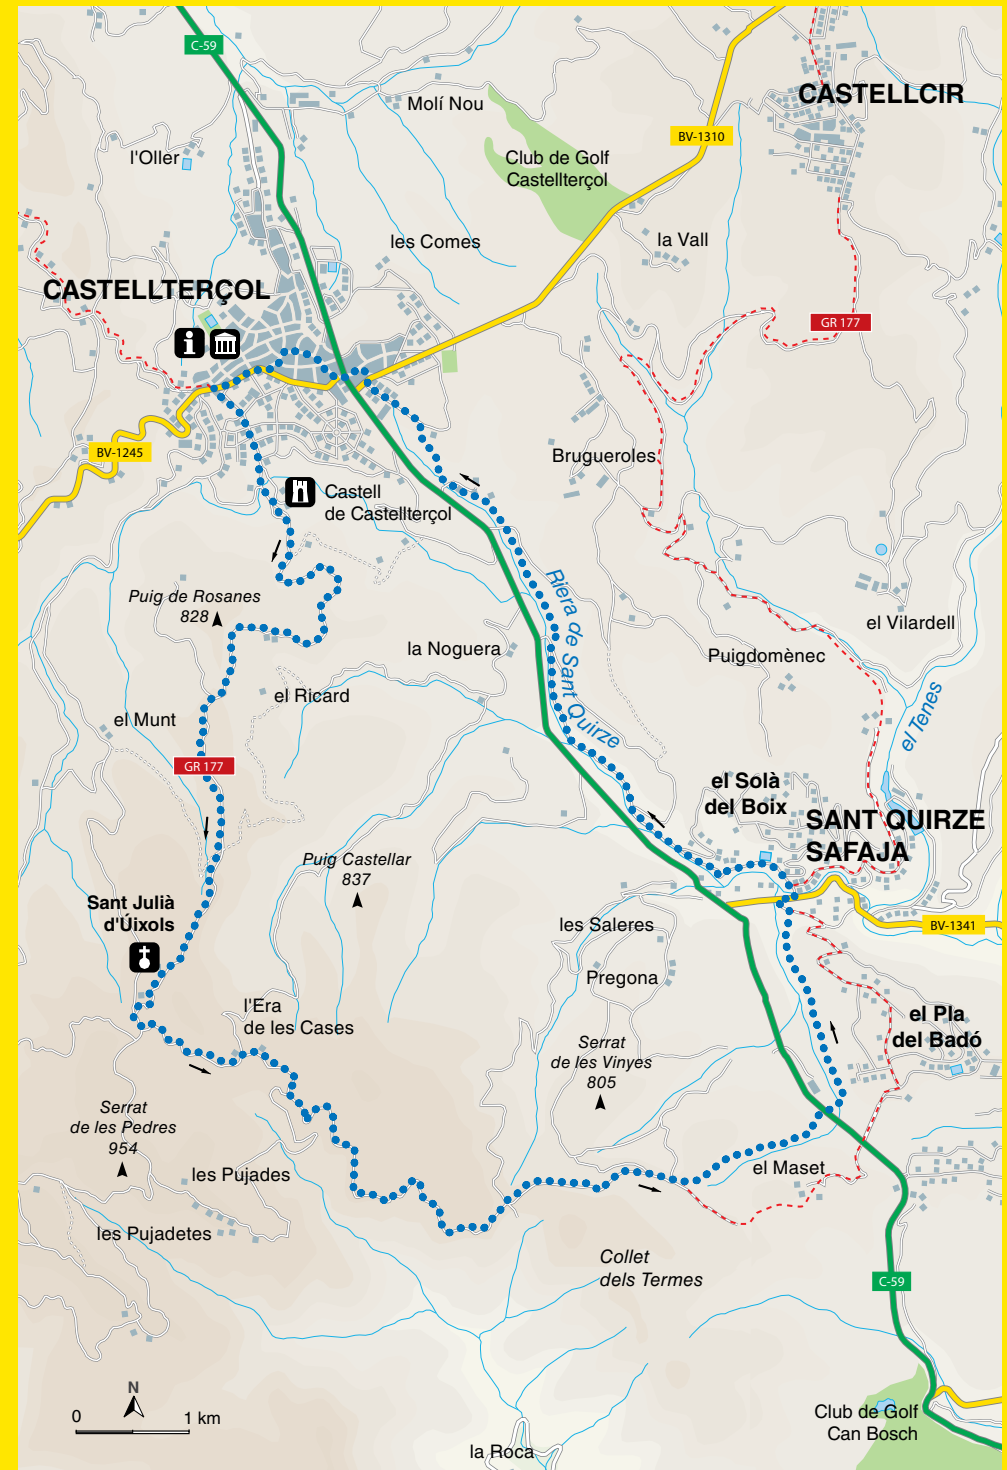 C-59
Molí Nou
CASTELLCIR
BV-1310
l'Oller
Club de Golf
Castellterçol
les Comes
la Vall
CASTELLTERÇOL
GR 177
BV-1245
Brugueroles
Castell
de Castellterçol
Riera de Sant Quirze
Puig de Rosanes
828
el Vilardell
la Noguera
Puigdomènec
el Ricard
el Munt
el Tenes
GR 177
el Solà
del Boix
SANT QUIRZE
SAFAJA
Puig Castellar
837
Sant Julià
d'Úixols
les Saleres
BV-1341
Pregona
l'Era
de les Cases
el Pla
del Badó
Serrat
de les Vinyes
805
Serrat
de les Pedres
954
les Pujades
el Maset
les Pujadetes
Collet
dels Termes
C-59
N
0 1 km
Club de Golf
Can Bosch
la Roca